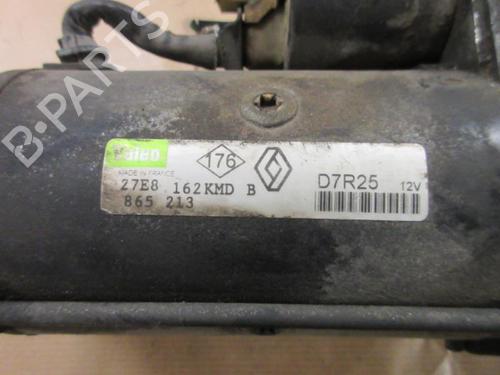 B-PARTS
Valeo
176
MADE IN FRANCE
27E8 162KMD B
865 213
D7R25
12V